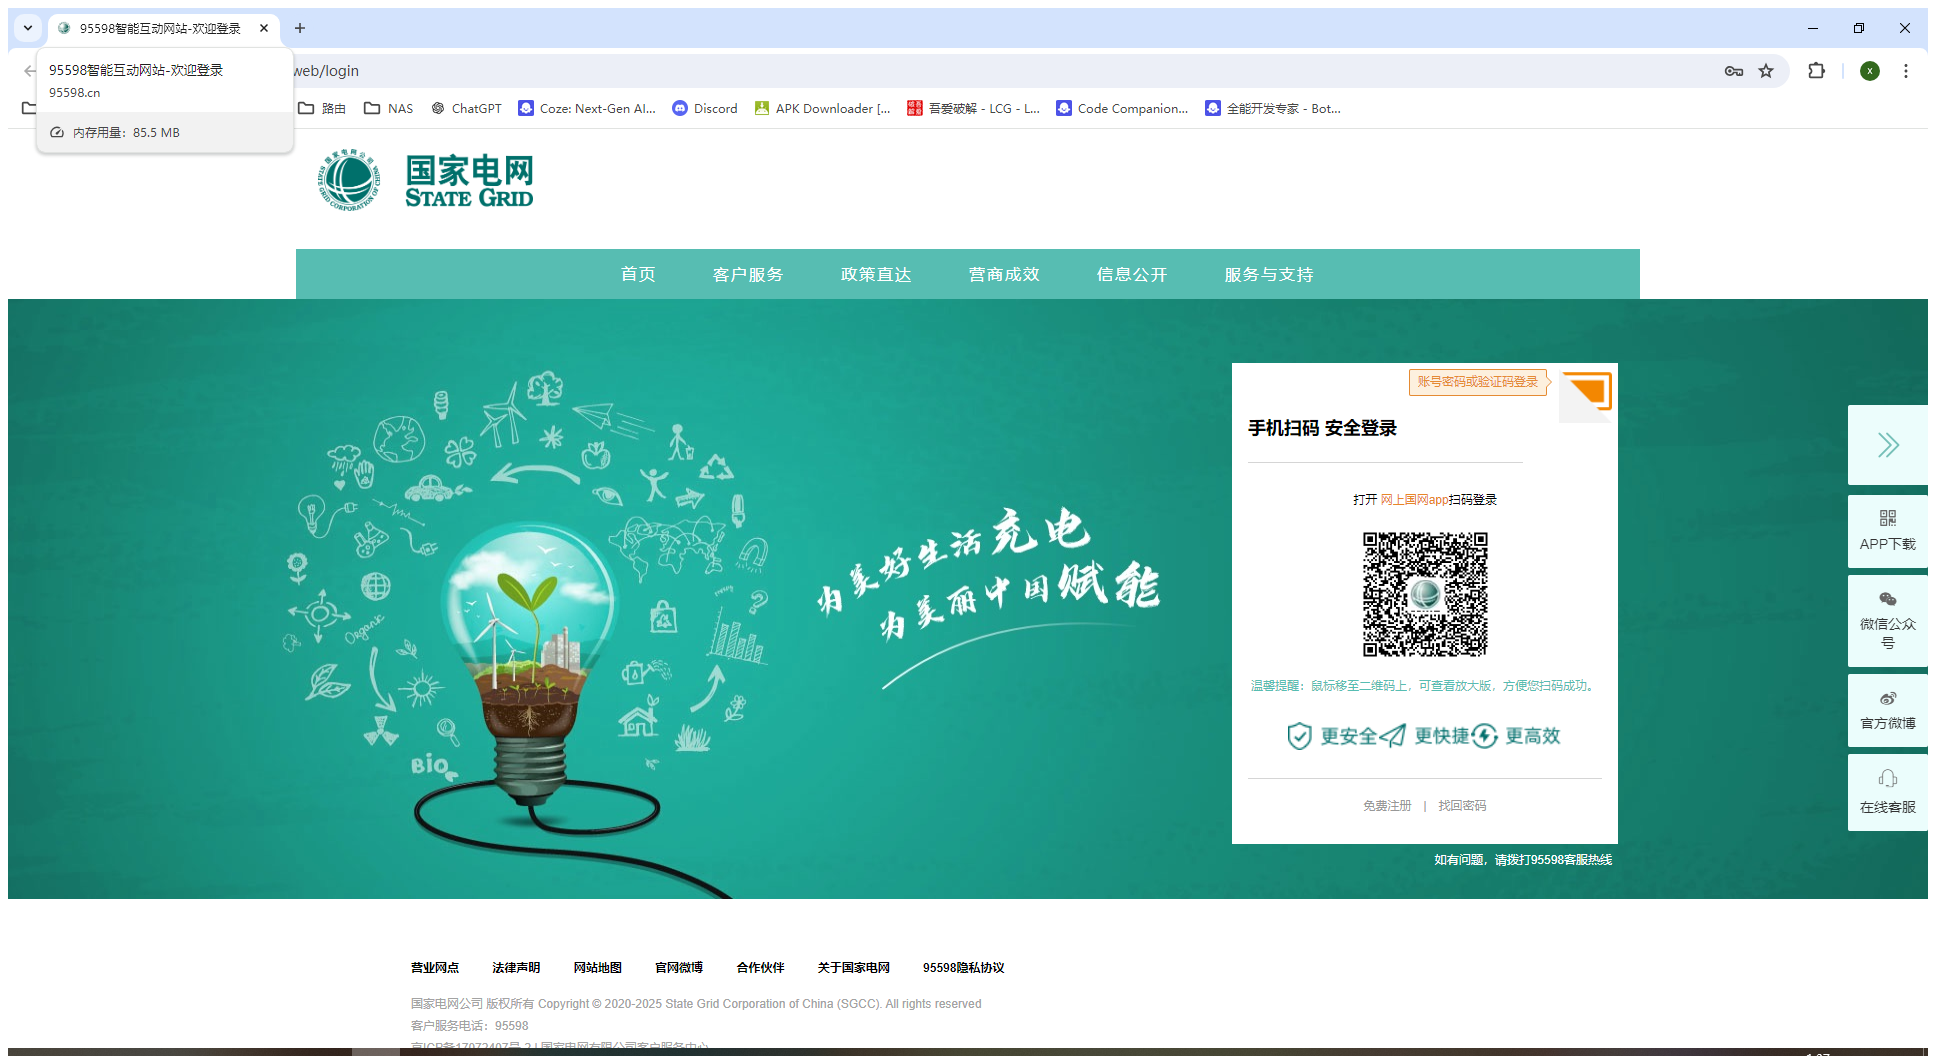 95598智能互动网站-欢迎登录
95598智能互动网站-欢迎登录
95598.cn
内存用量：85.5 MB
web/login
x
路由
NAS
ChatGPT
Coze: Next-Gen AI...
Discord
APK Downloader [...
吾爱破解 - LCG - L...
Code Companion...
全能开发专家 - Bot...
国家电网公司
STATE GRID CORPORATION OF CHINA
国家电网
STATE GRID
首页
客户服务
政策直达
营商成效
信息公开
服务与支持
Organic
energy
Bio
为美好生活充电
为美丽中国赋能
账号密码或验证码登录
手机扫码 安全登录
打开 网上国网app扫码登录
温馨提醒：鼠标移至二维码上，可查看放大版，方便您扫码成功。
更安全
更快捷
更高效
免费注册 | 找回密码
如有问题，请拨打95598客服热线
APP下载
微信公众
号
官方微博
在线客服
营业网点
法律声明
网站地图
官网微博
合作伙伴
关于国家电网
95598隐私协议
国家电网公司 版权所有 Copyright © 2020-2025 State Grid Corporation of China (SGCC). All rights reserved
客户服务电话：95598